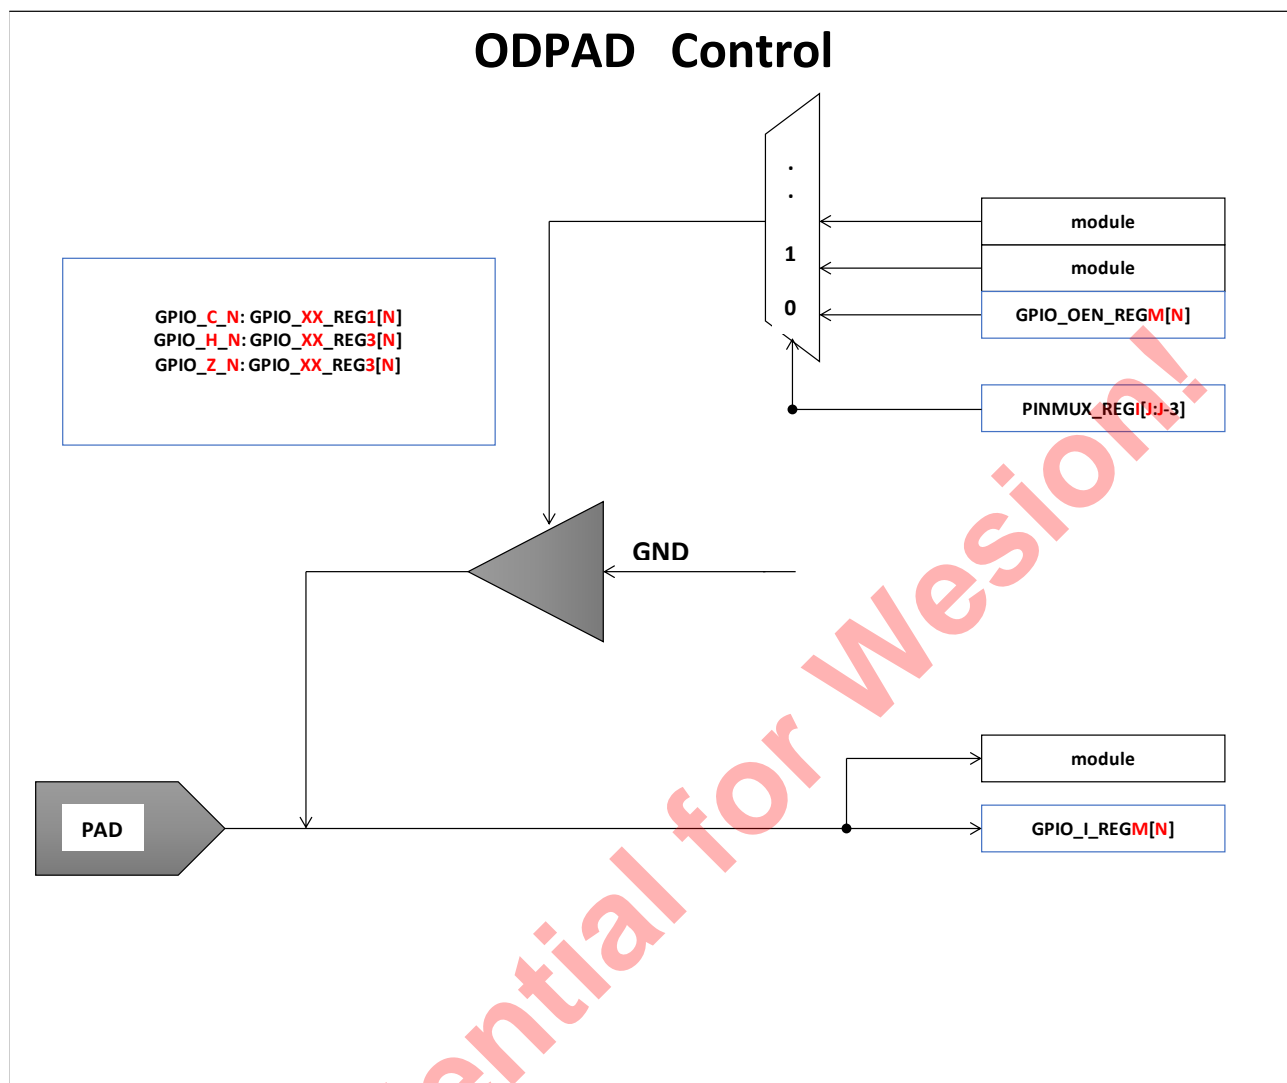 ODPAD Control
.
.
1
0
module
module
GPIO_OEN_REGM[N]
PINMUX_REGI[J:J-3]
GPIO_C_N: GPIO_XX_REG1[N]
GPIO_H_N: GPIO_XX_REG3[N]
GPIO_Z_N: GPIO_XX_REG3[N]
GND
module
PAD
GPIO_I_REGM[N]
ential for Wesion!